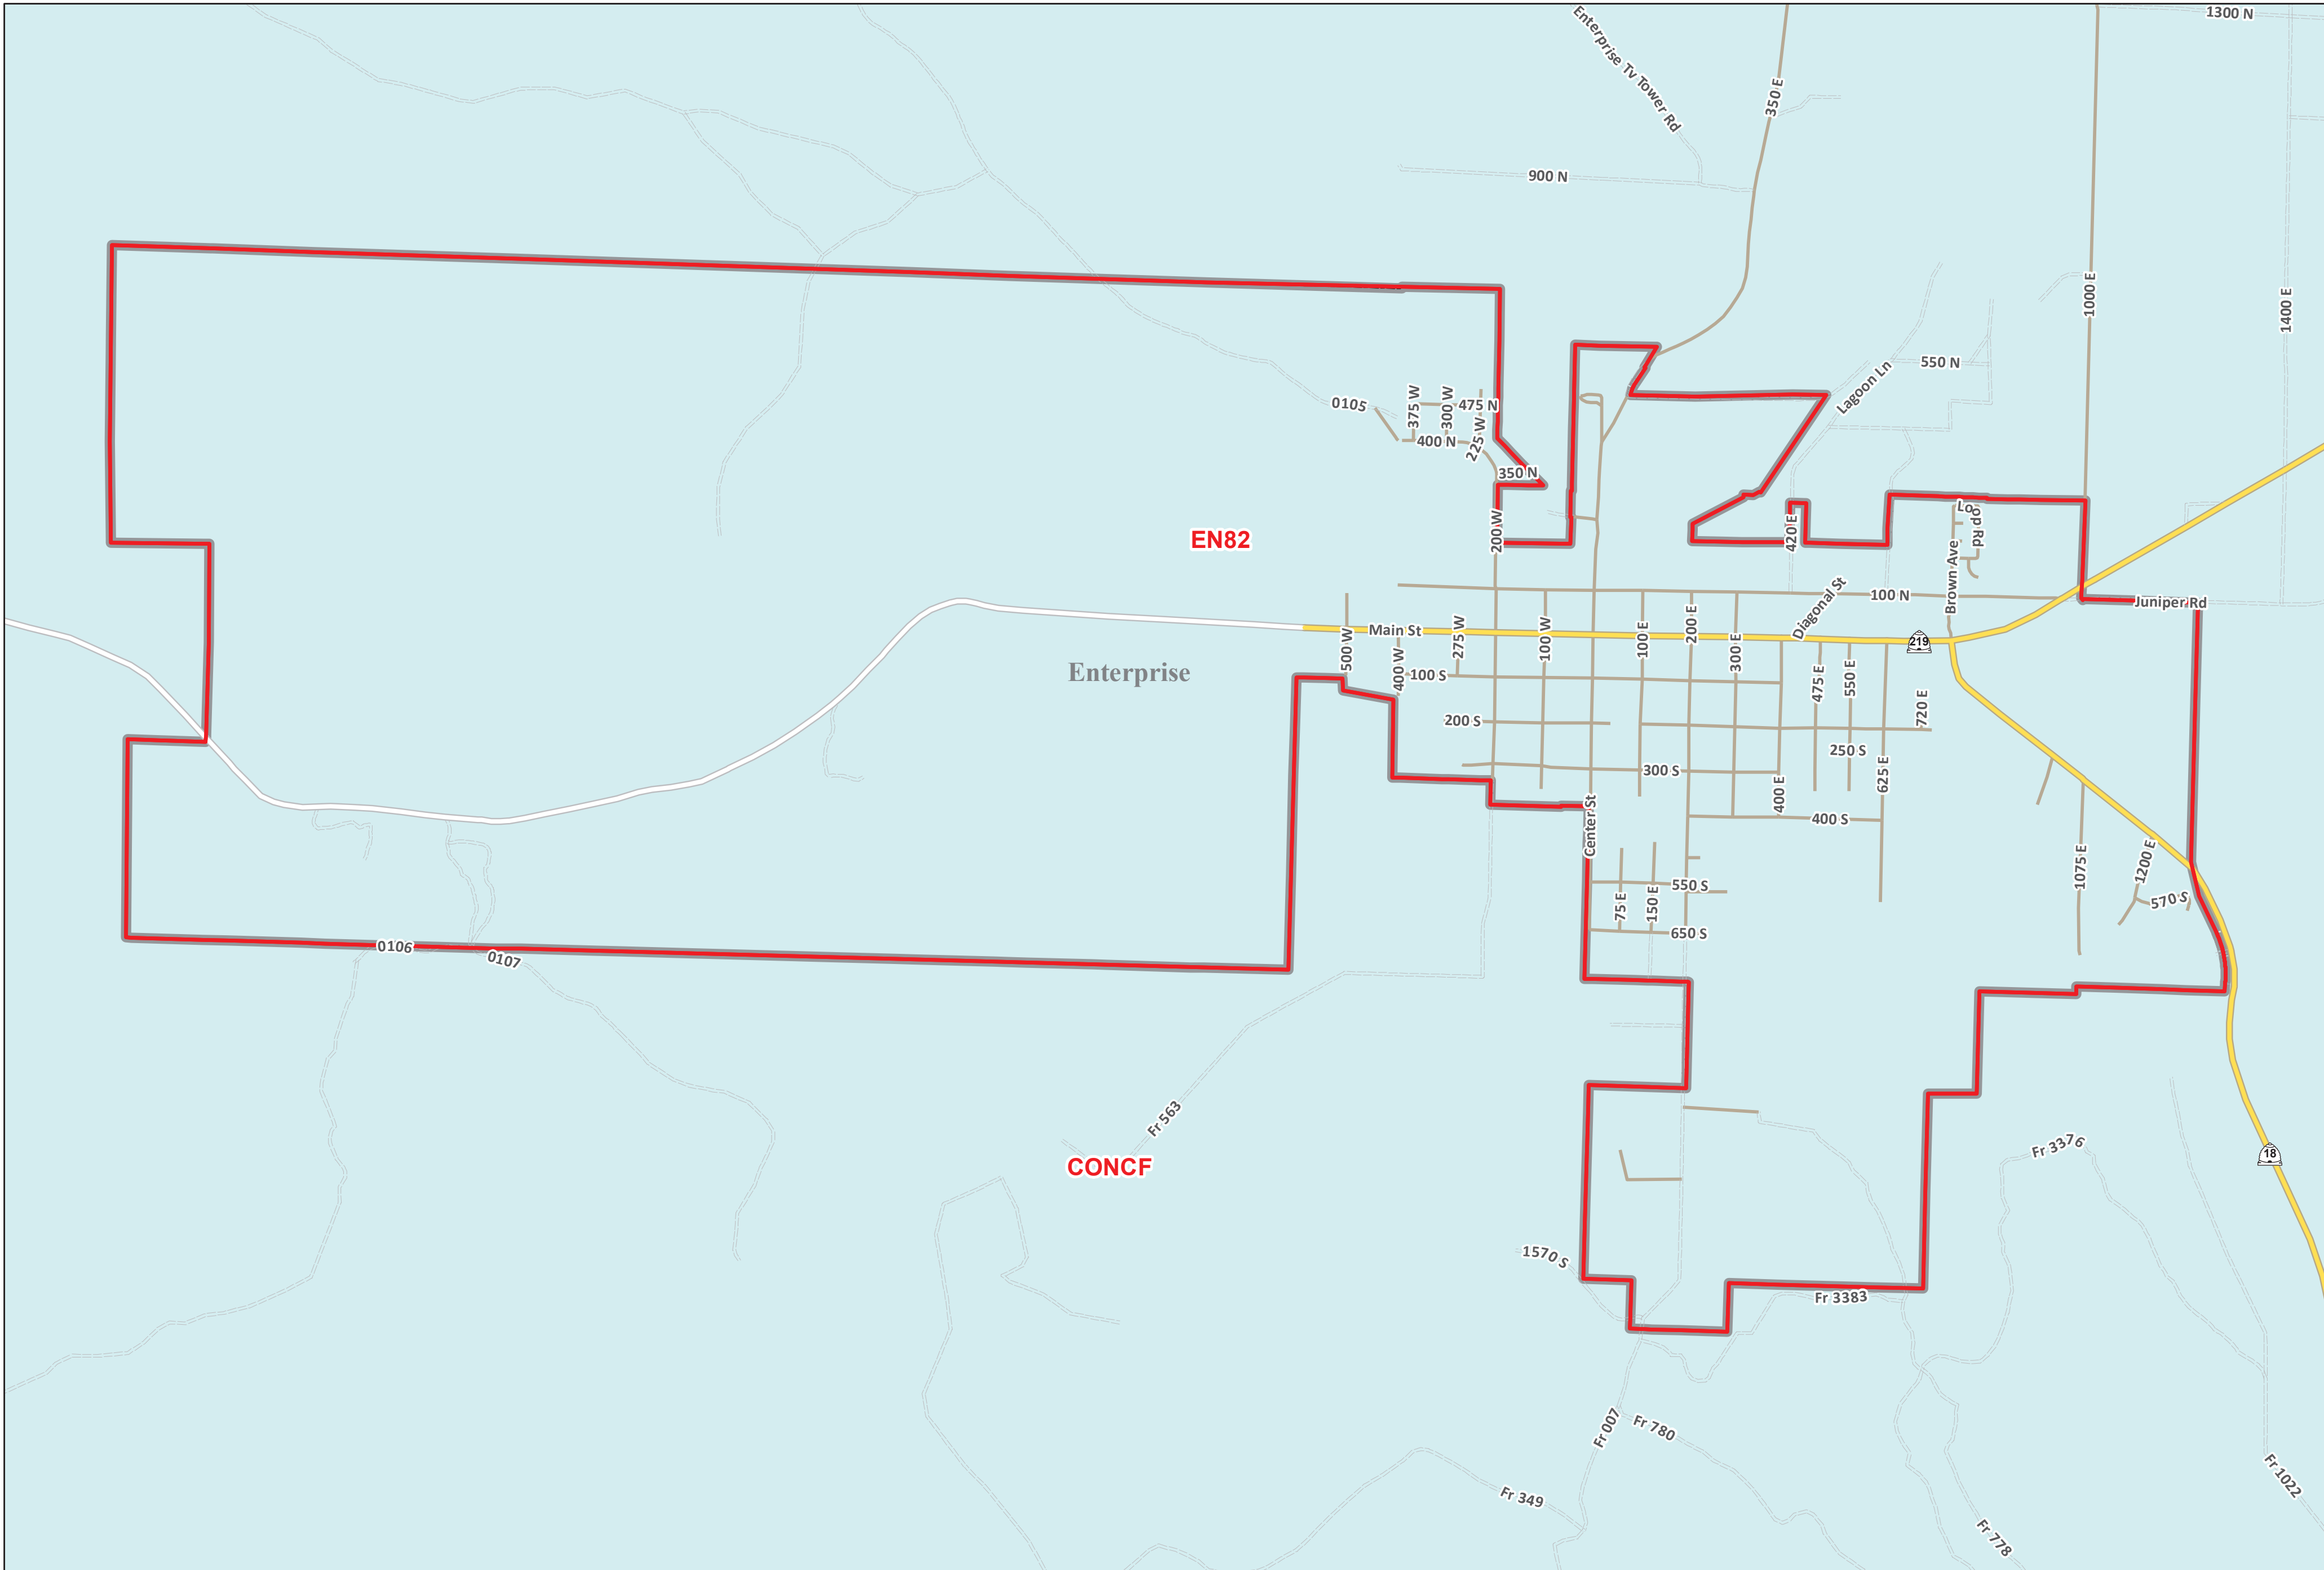 1300 N
Enterprise Tv Tower Rd
350 E
900 N
1000 E
1400 E
550 N
Lagoon Ln
0105
375 W
300 W
475 N
225 W
400 N
350 N
200 W
420 E
Lo
op Rd
EN82
Brown Ave
Diagonal St
100 N
Juniper Rd
Main St
500 W
400 W
275 W
100 W
100 E
200 E
300 E
219
Enterprise
100 S
475 E
550 E
720 E
200 S
250 S
300 S
625 E
400 E
Center St
400 S
1075 E
1200 E
570 S
550 S
75 E
150 E
650 S
0106
0107
Fr 563
CONCF
Fr 3376
18
1570 S
Fr 3383
Fr 007
Fr 780
Fr 349
Fr 1022
Fr 778